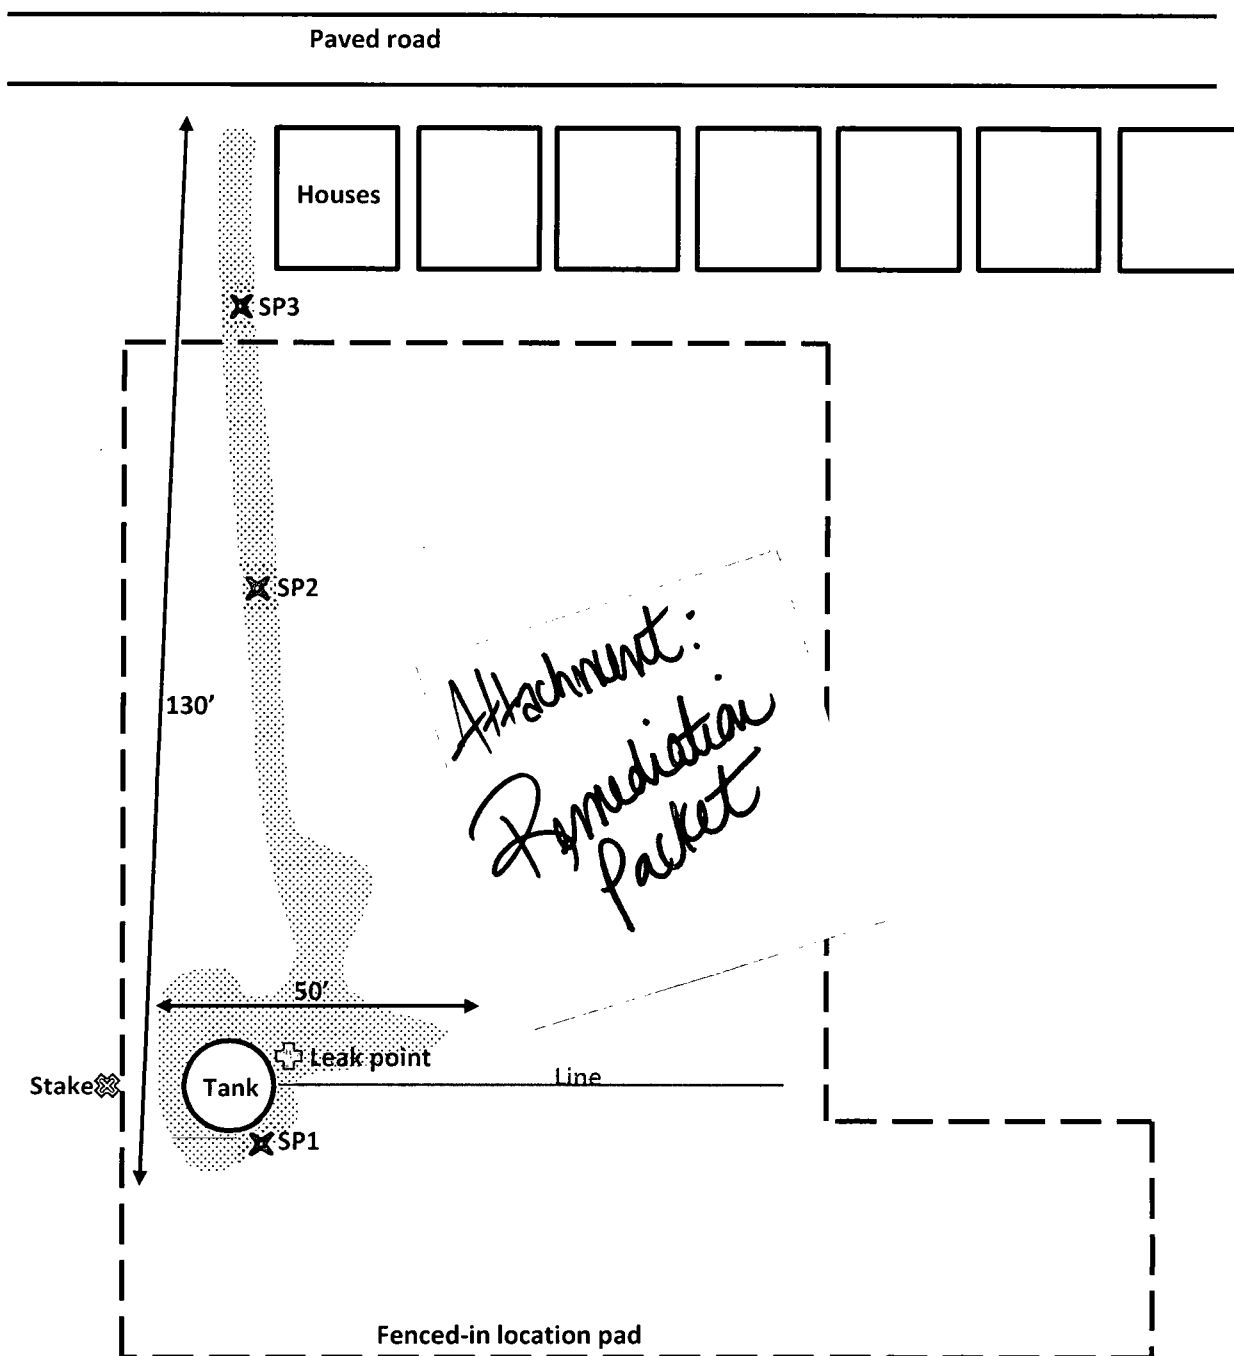 Paved road
Houses
SP3
SP2
130'
Attachment:
Remediation
Packet
50'
Leak point
Stake
Tank
Line
SP1
Fenced-in location pad